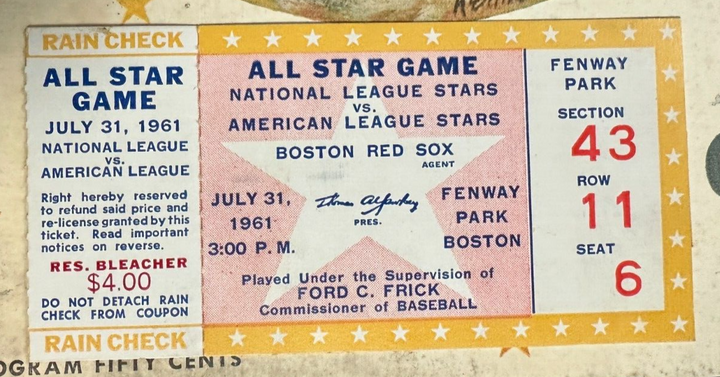 RAIN CHECK
ALL STAR
GAME
JULY 31, 1961
NATIONAL LEAGUE
VS.
AMERICAN LEAGUE
Right hereby reserved
to refund said price and
re-license granted by this
ticket. Read important
notices on reverse.
RES. BLEACHER
$4.00
DO NOT DETACH RAIN
CHECK FROM COUPON
RAIN CHECK
ALL STAR GAME
NATIONAL LEAGUE STARS
VS.
AMERICAN LEAGUE STARS
BOSTON RED SOX
AGENT
JULY 31,
1961
3:00 P. M.
PRES.
FENWAY
PARK
BOSTON
Played Under the Supervision of
FORD C. FRICK
Commissioner of BASEBALL
FENWAY
PARK
SECTION
43
ROW
11
SEAT
6
OGRAM FIFTY CENTS